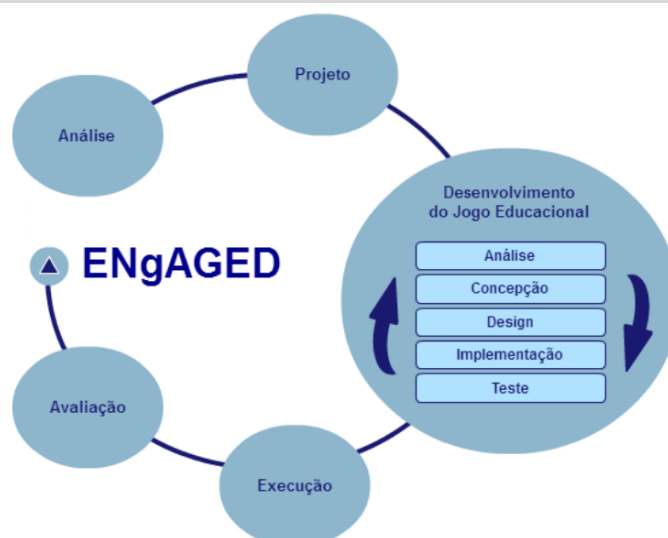 Projeto
Análise
Desenvolvimento
do Jogo Educacional
Análise
Concepção
Design
Implementação
Teste
ENgAGED
Avaliação
Execução